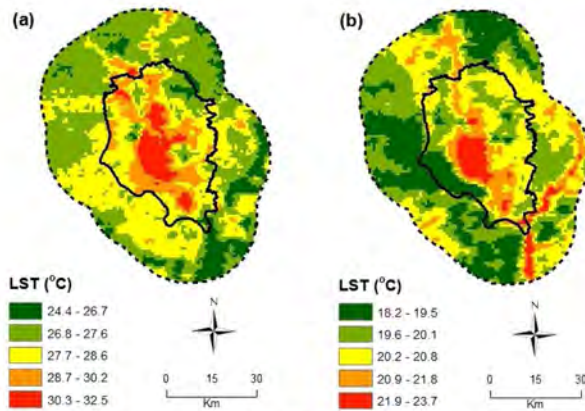 (a)
(b)
LST (°C)
24.4 - 26.7
26.8 - 27.6
27.7 - 28.6
28.7 - 30.2
30.3 - 32.5
N
0 15 30
Km
LST (°C)
18.2 - 19.5
19.6 - 20.1
20.2 - 20.8
20.9 - 21.8
21.9 - 23.7
N
0 15 30
Km